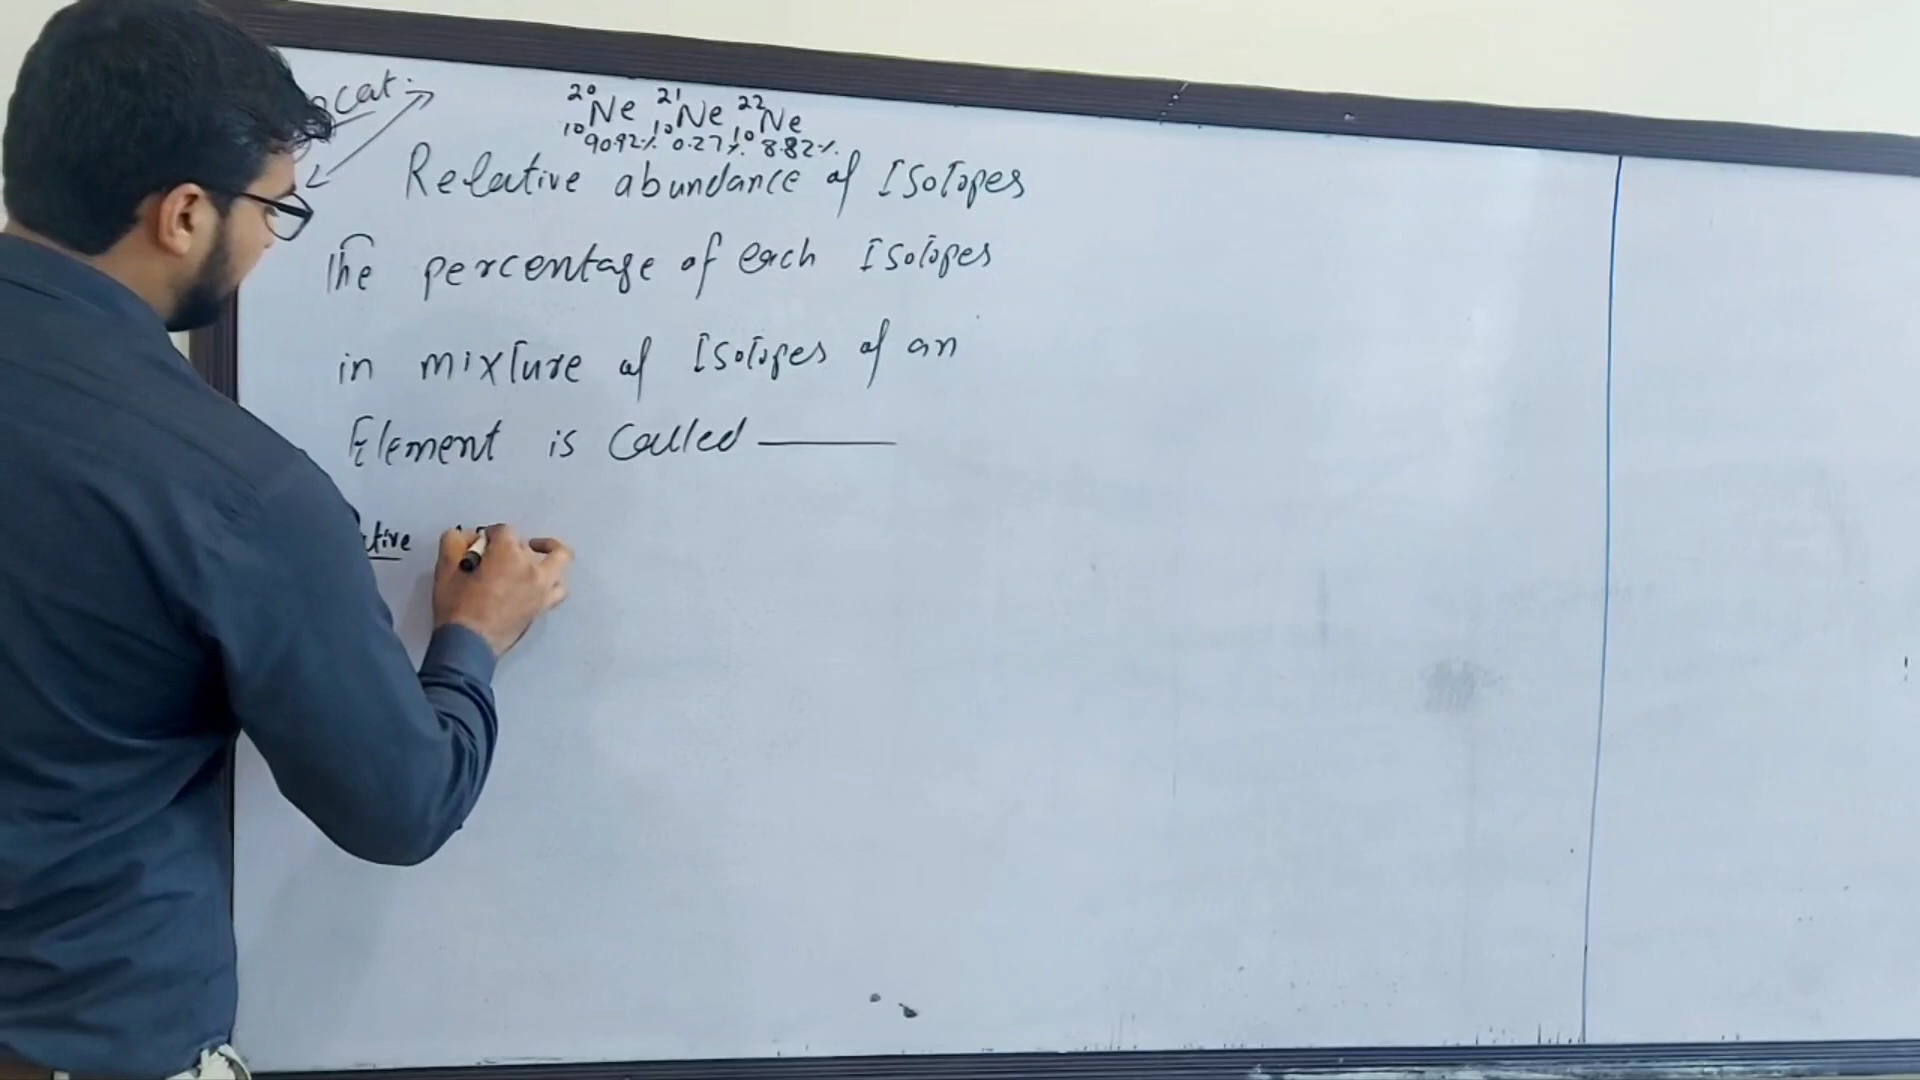 20Ne 21Ne 22Ne
10 10 10
90.92% 0.27% 8.82%
Relative abundance of Isotopes
The percentage of each Isotopes
in mixture of Isotopes of an
Element is called ———